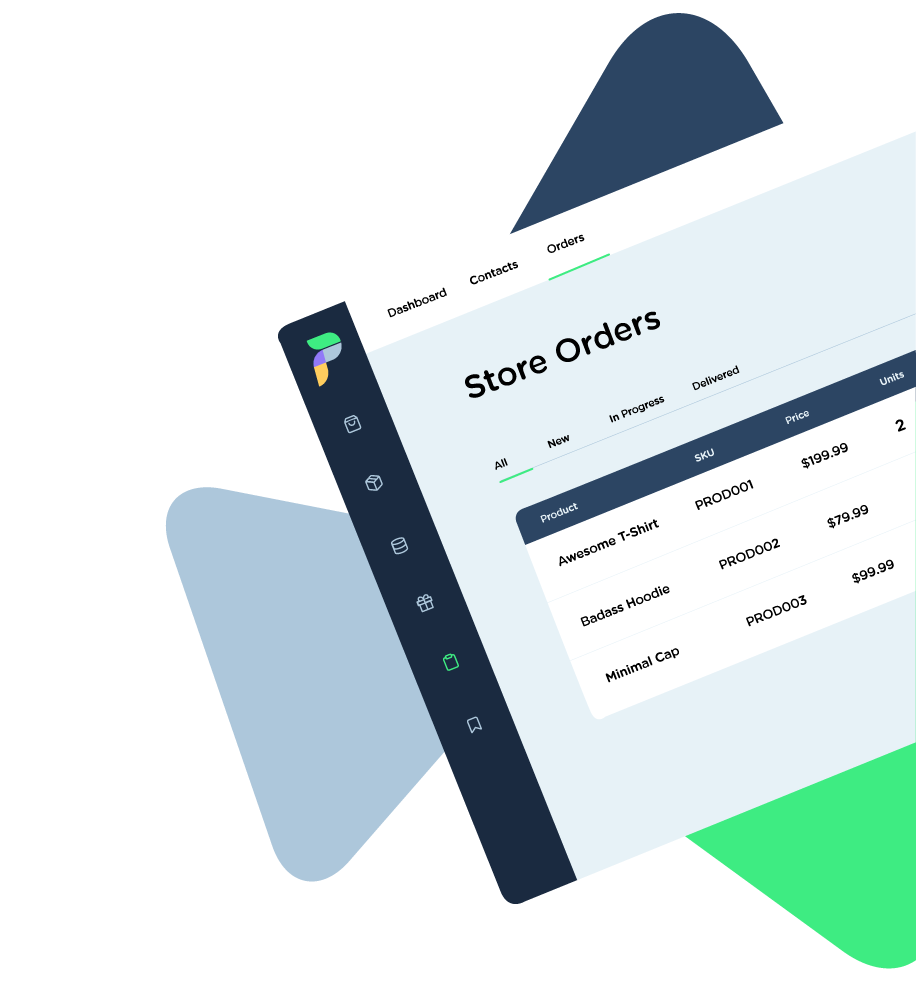 Dashboard Contacts Orders
Store Orders
All New In Progress Delivered
Product SKU Price Units
Awesome T-Shirt PROD001 $199.99 2
Badass Hoodie PROD002 $79.99
Minimal Cap PROD003 $99.99